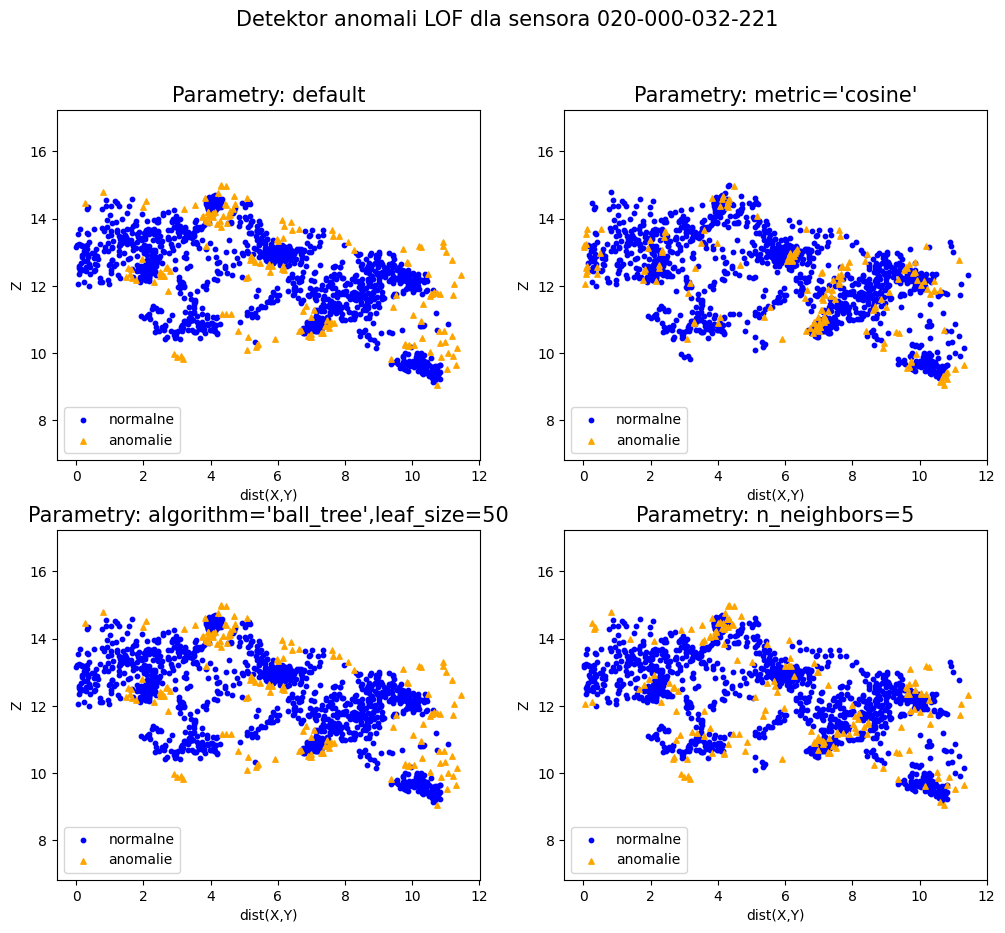 Detektor anomali LOF dla sensora 020-000-032-221
Parametry: default
16
14
12
10
8
Z
normalne
anomalie
0 2 4 6 8 10 12
dist(X,Y)
Parametry: metric='cosine'
16
14
12
10
8
Z
normalne
anomalie
0 2 4 6 8 10 12
dist(X,Y)
Parametry: algorithm='ball_tree',leaf_size=50
16
14
12
10
8
Z
normalne
anomalie
0 2 4 6 8 10 12
dist(X,Y)
Parametry: n_neighbors=5
16
14
12
10
8
Z
normalne
anomalie
0 2 4 6 8 10 12
dist(X,Y)